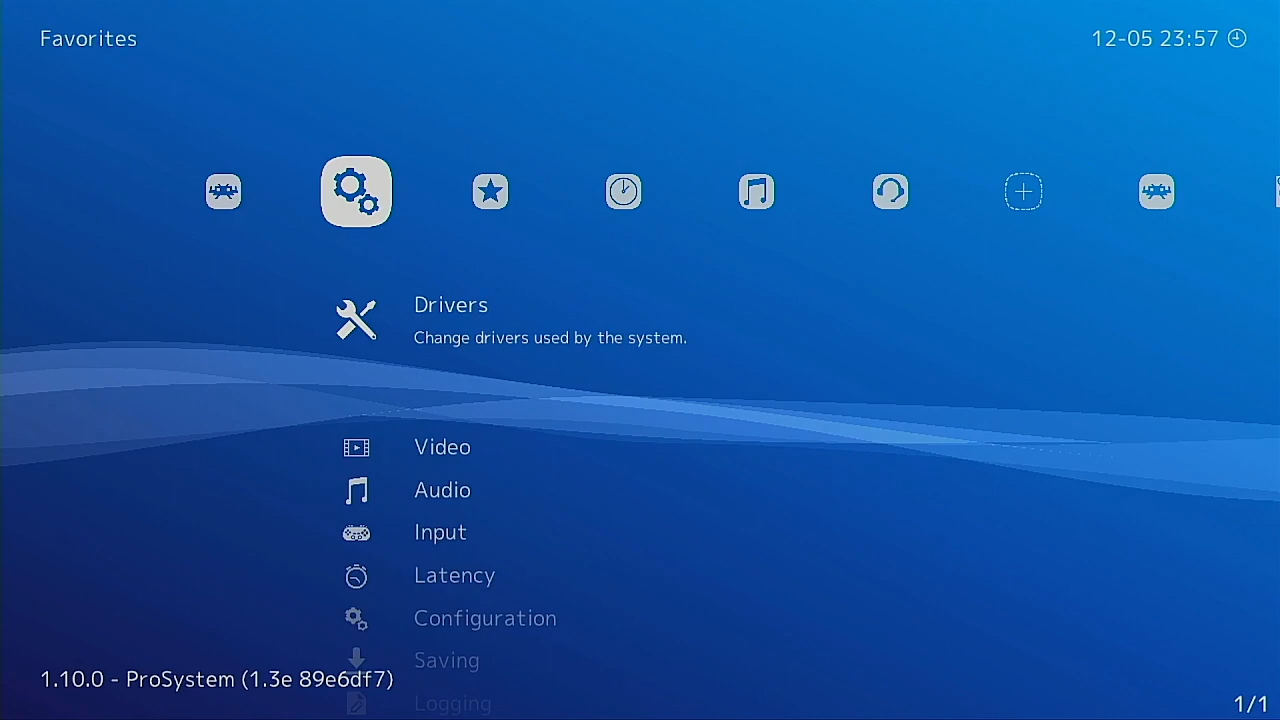 Favorites
12-05 23:57
Drivers
Change drivers used by the system.
Video
Audio
Input
Latency
Configuration
Saving
1.10.0 - ProSystem (1.3e 89e6df7)
Logging
1/1